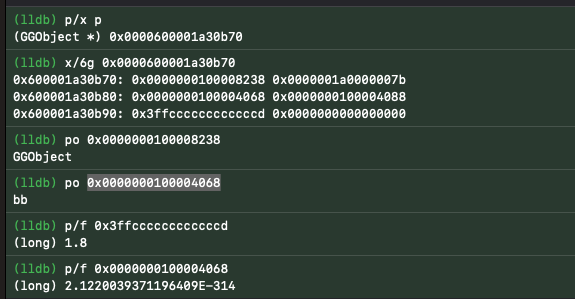 (lldb) p/x p
(GGObject *) 0x0000600001a30b70
(lldb) x/6g 0x0000600001a30b70
0x600001a30b70: 0x0000000100008238 0x0000001a0000007b
0x600001a30b80: 0x0000000100004068 0x0000000100004088
0x600001a30b90: 0x3ffccccccccccccd 0x0000000000000000
(lldb) po 0x0000000100008238
GGObject
(lldb) po 0x0000000100004068
bb
(lldb) p/f 0x3ffccccccccccccd
(long) 1.8
(lldb) p/f 0x0000000100004068
(long) 2.1220039371196409E-314